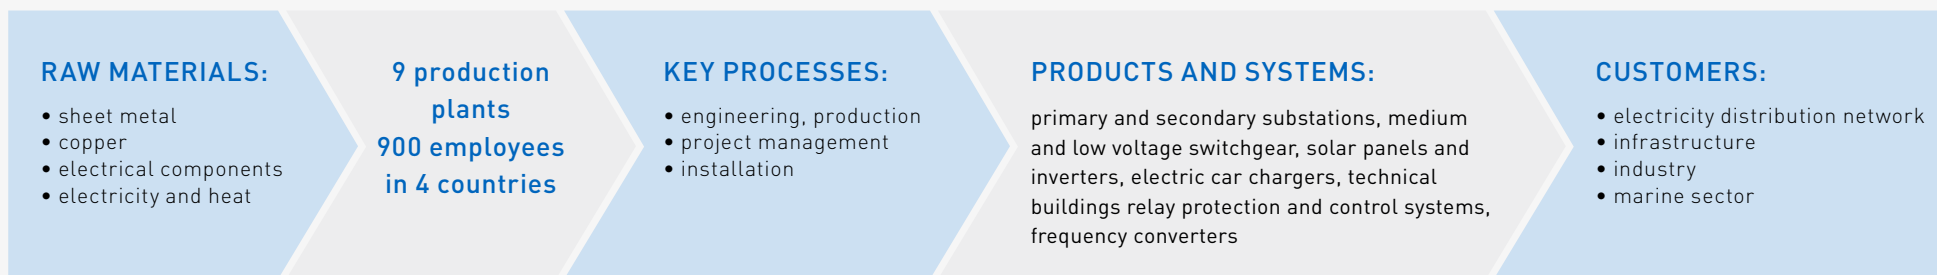 RAW MATERIALS:
• sheet metal
• copper
• electrical components
• electricity and heat
9 production
plants
900 employees
in 4 countries
KEY PROCESSES:
• engineering, production
• project management
• installation
PRODUCTS AND SYSTEMS:
primary and secondary substations, medium
and low voltage switchgear, solar panels and
inverters, electric car chargers, technical
buildings relay protection and control systems,
frequency converters
CUSTOMERS:
• electricity distribution network
• infrastructure
• industry
• marine sector